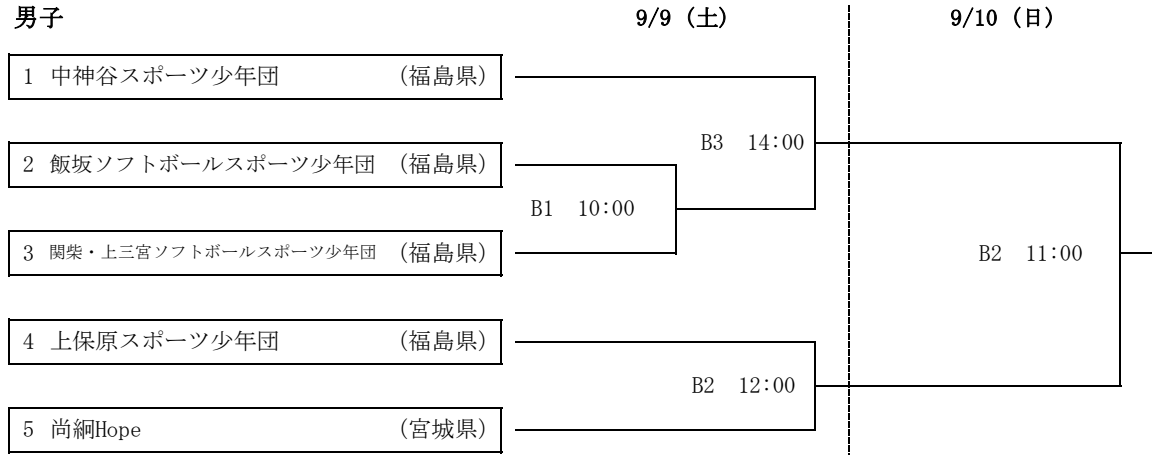 男子 9/9 (土) 9/10 (日)
1 中神谷スポーツ少年団 (福島県)
B3 14:00
2 飯坂ソフトボールスポーツ少年団 (福島県)
B1 10:00
3 関柴・上三宮ソフトボールスポーツ少年団 (福島県)
B2 11:00
4 上保原スポーツ少年団 (福島県)
B2 12:00
5 尚絅Hope (宮城県)